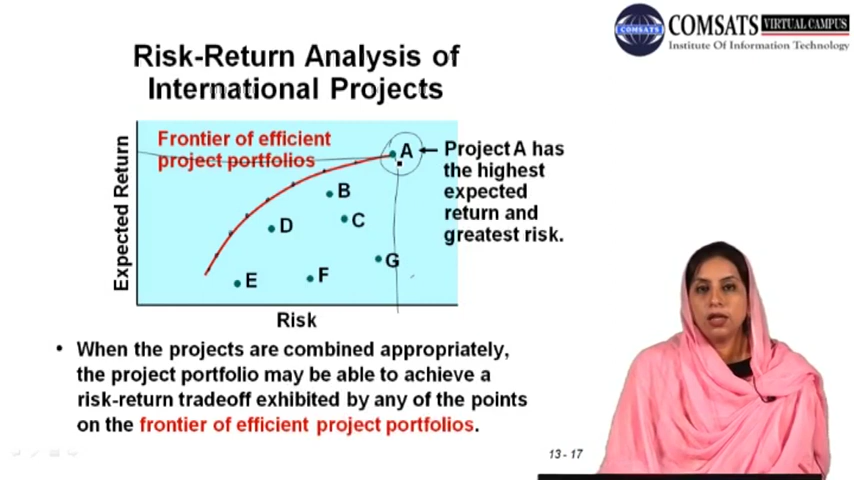 COMSATS VIRTUAL CAMPUS
COMSATS
Institute Of Information Technology
Risk-Return Analysis of
International Projects
Expected Return
Frontier of efficient
project portfolios
A
Project A has
the highest
expected
return and
greatest risk.
B
C
D
G
F
E
Risk
• When the projects are combined appropriately,
the project portfolio may be able to achieve a
risk-return tradeoff exhibited by any of the points
on the frontier of efficient project portfolios.
13 - 17